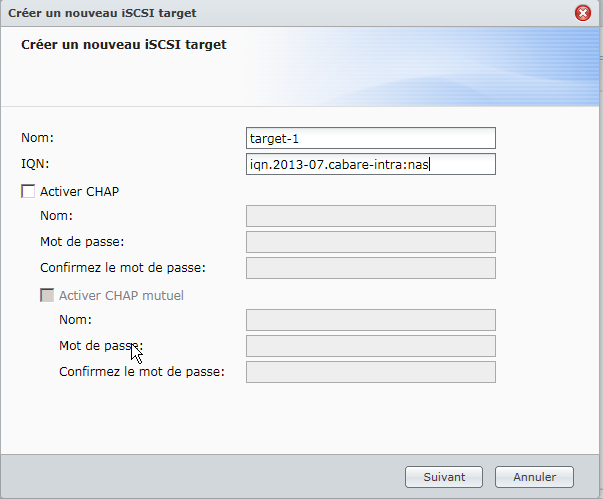 Créer un nouveau iSCSI target
Créer un nouveau iSCSI target
Nom: target-1
IQN: iqn.2013-07.cabare-intra:nas
Activer CHAP
Nom:
Mot de passe:
Confirmez le mot de passe:
Activer CHAP mutuel
Nom:
Mot de passe:
Confirmez le mot de passe:
Suivant Annuler